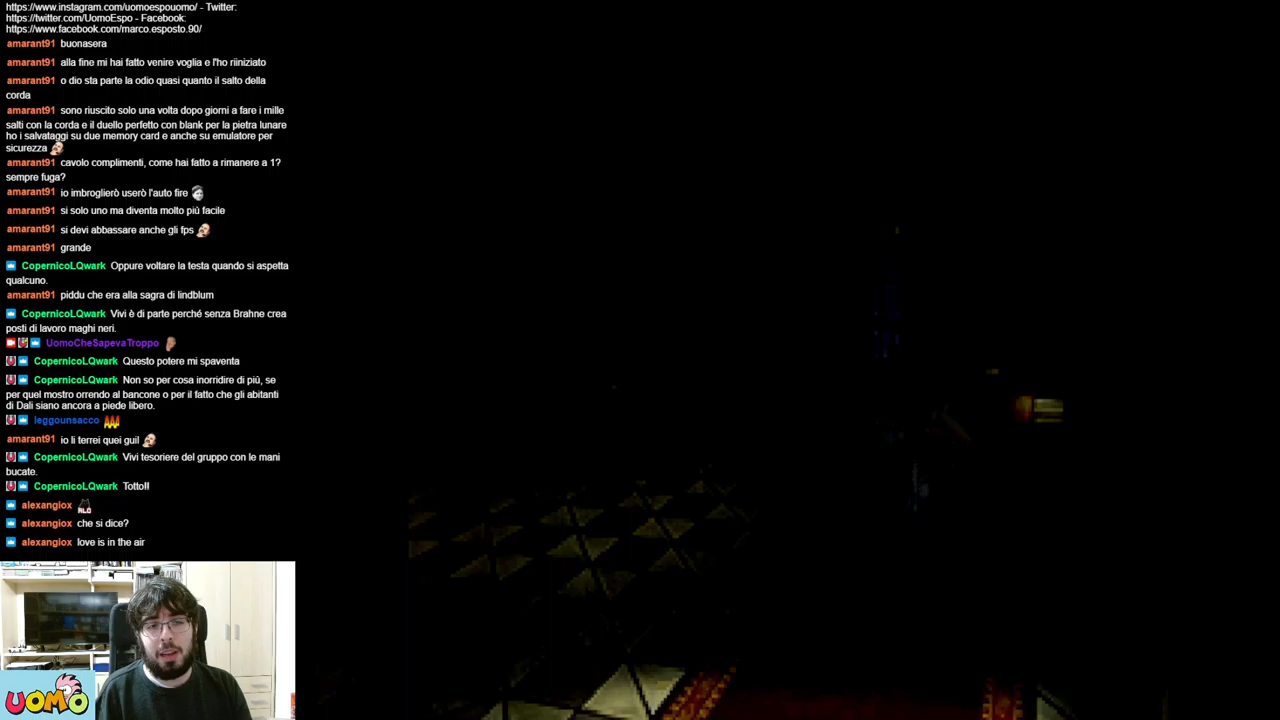 https://www.instagram.com/uomoespouomo/ - Twitter:
https://twitter.com/UomoEspo - Facebook:
https://www.facebook.com/marco.esposto.90/
amarant91 buonasera
amarant91 alla fine mi hai fatto venire voglia e l'ho riiniziato
amarant91 o dio sta parte la odio quasi quanto il salto della
corda
amarant91 sono riuscito solo una volta dopo giorni a fare i mille
salti con la corda e il duello perfetto con blank per la pietra lunare
ho i salvataggi su due memory card e anche su emulatore per
sicurezza
amarant91 cavolo complimenti, come hai fatto a rimanere a 1?
sempre fuga?
amarant91 io imbroglierò userò l'auto fire
amarant91 si solo uno ma diventa molto più facile
amarant91 si devi abbassare anche gli fps
amarant91 grande
CopernicoLQwark Oppure voltare la testa quando si aspetta
qualcuno.
amarant91 piddu che era alla sagra di lindblum
CopernicoLQwark Vivi è di parte perché senza Brahne crea
posti di lavoro maghi neri.
UomoCheSapevaTroppo
CopernicoLQwark Questo potere mi spaventa
CopernicoLQwark Non so per cosa inorridire di più, se
per quel mostro orrendo al bancone o per il fatto che gli abitanti
di Dali siano ancora a piede libero.
leggounsacco
amarant91 io li terrei quei guil
CopernicoLQwark Vivi tesoriere del gruppo con le mani
bucate.
CopernicoLQwark Totto!!
alexangiox
alexangiox che si dice?
alexangiox love is in the air
UOMO